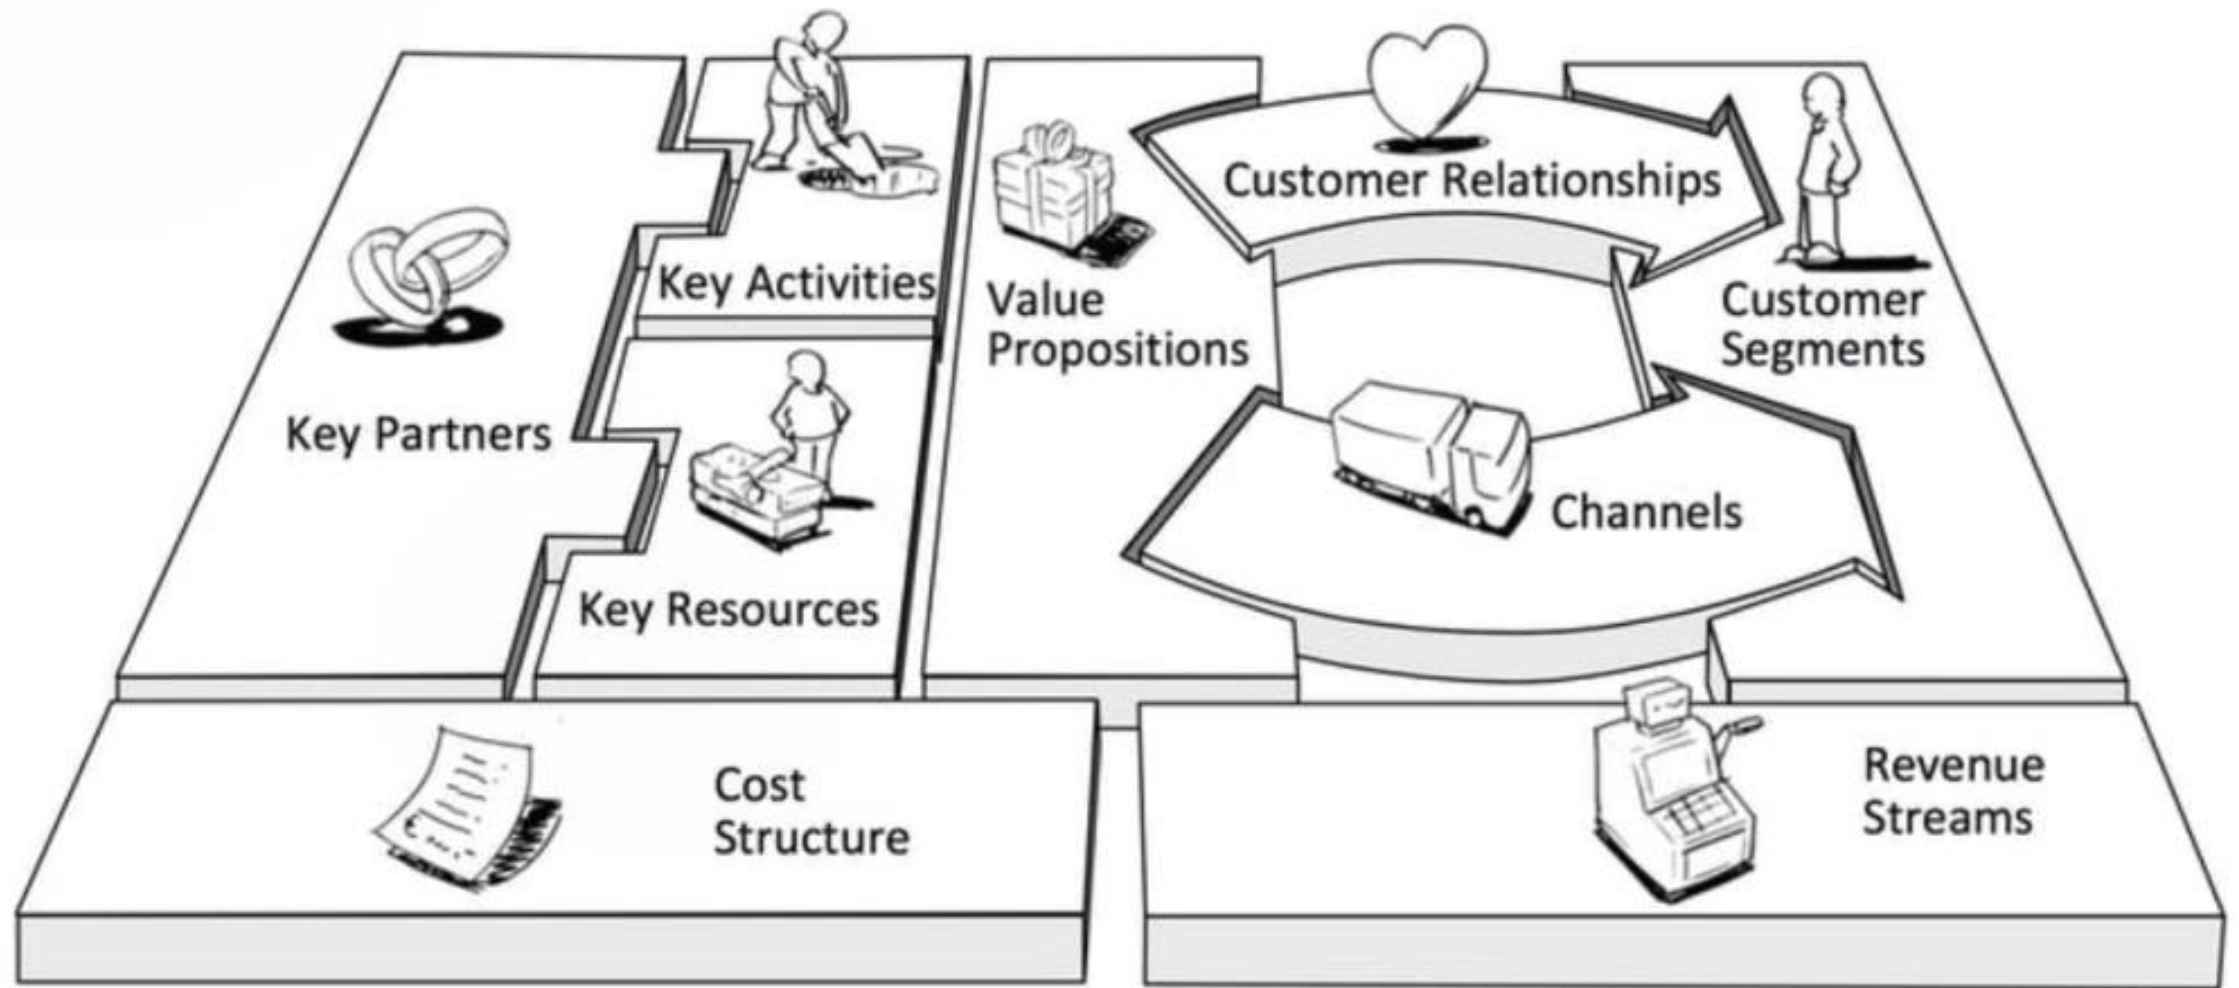 Key Partners
Key Activities
Key Resources
Value
Propositions
Customer Relationships
Channels
Customer
Segments
Cost
Structure
Revenue
Streams